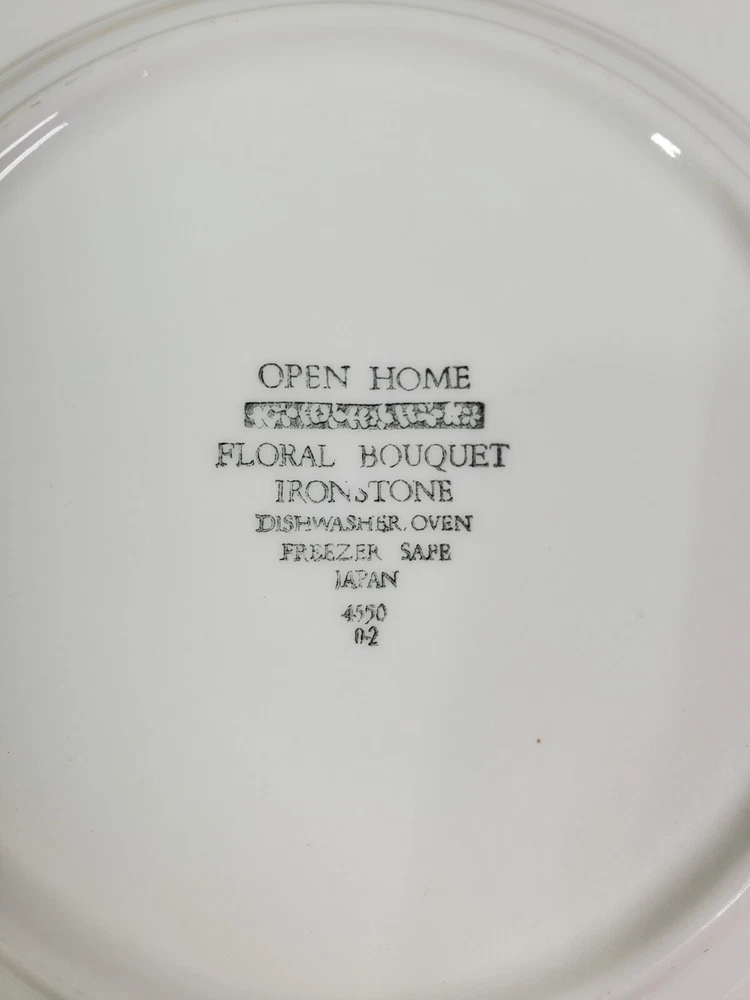 OPEN HOME
FLORAL BOUQUET
IRONSTONE
DISHWASHER, OVEN
FREEZER SAFE
JAPAN
4550
0-2